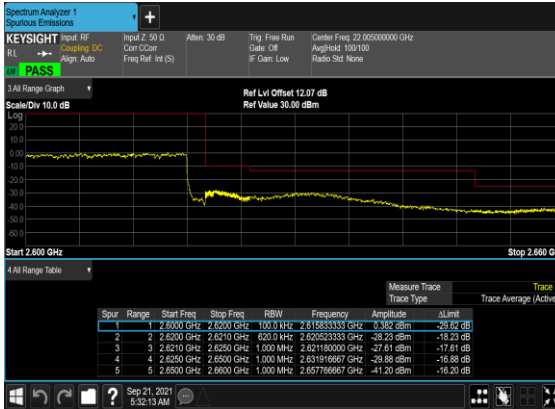 Spectrum Analyzer 1
Spurious Emissions
KEYSIGHT Input: RF
Coupling: DC
Align: Auto
RL
LXI PASS
Input Z: 50 Ω
Corr CCorr
Freq Ref: Int (S)
Atten: 30 dB
Trig: Free Run
Gate: Off
IF Gain: Low
Center Freq: 22.005000000 GHz
Avg|Hold: 100/100
Radio Std: None
3 All Range Graph
Scale/Div 10.0 dB
Ref Lvl Offset 12.07 dB
Ref Value 30.00 dBm
Log
20.0
10.0
0.00
-10.0
-20.0
-30.0
-40.0
-50.0
-60.0
Start 2.600 GHz
Stop 2.660 G
4 All Range Table
Measure Trace Trace
Trace Type Trace Average (Active
Spur Range Start Freq Stop Freq RBW Frequency Amplitude ΔLimit
1 1 2.6000 GHz 2.6200 GHz 100.0 kHz 2.615833333 GHz 0.382 dBm -29.62 dB
2 2 2.6200 GHz 2.6210 GHz 620.0 kHz 2.620523333 GHz -28.23 dBm -18.23 dB
3 3 2.6210 GHz 2.6250 GHz 1.000 MHz 2.621180000 GHz -27.61 dBm -17.61 dB
4 4 2.6250 GHz 2.6500 GHz 1.000 MHz 2.631916667 GHz -29.88 dBm -16.88 dB
5 5 2.6500 GHz 2.6600 GHz 1.000 MHz 2.657766667 GHz -41.20 dBm -16.20 dB
Sep 21, 2021
5:32:13 AM